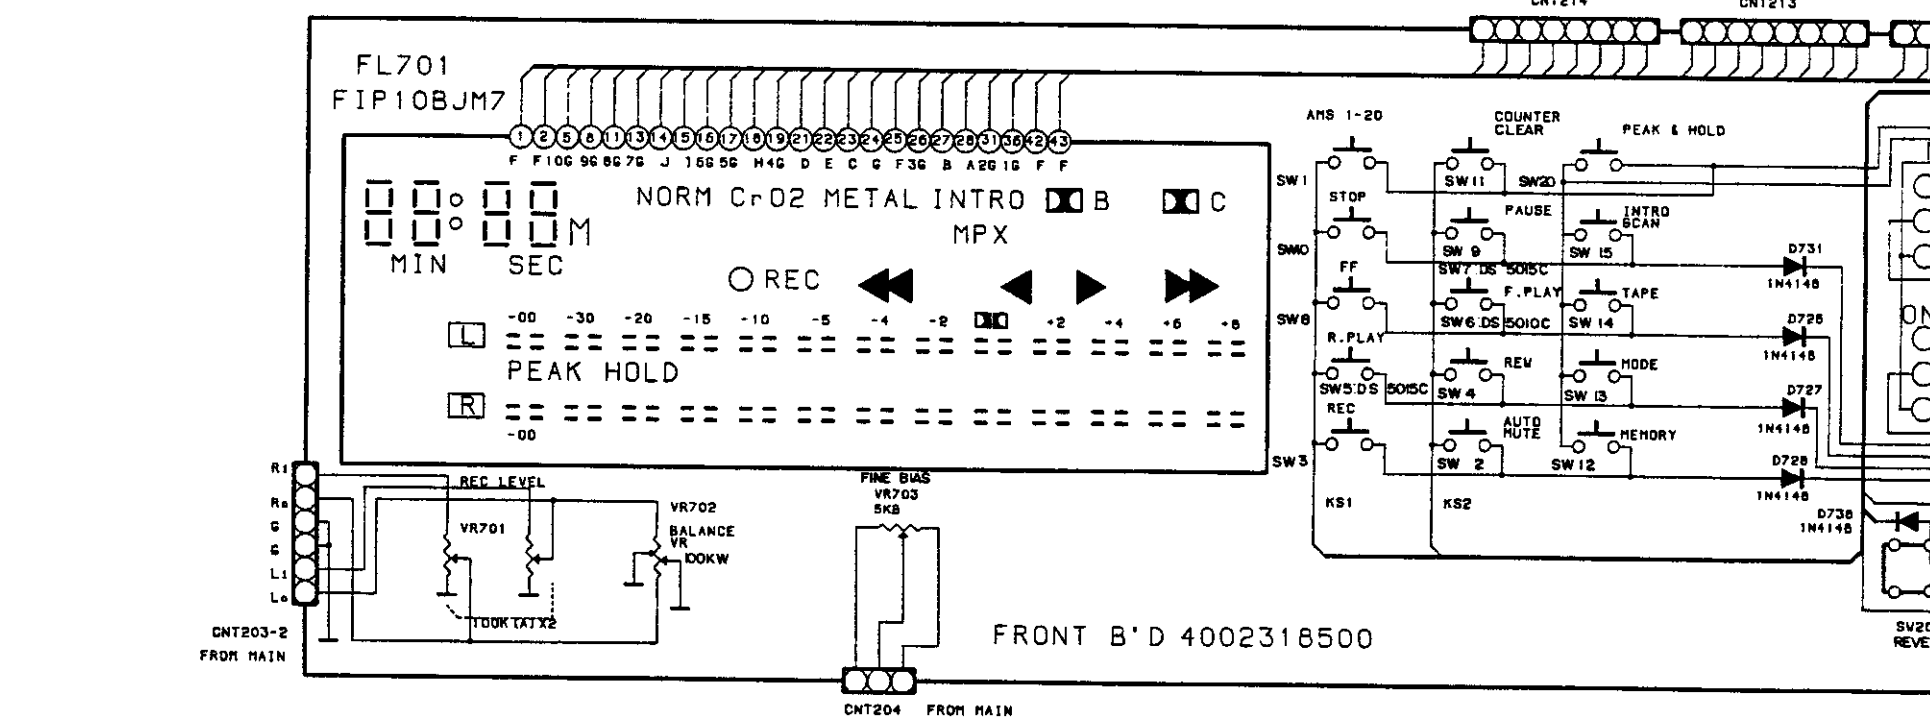 CNT214
CNT213
FL701
FIP10BJM7
1 2 5 8 11 13 14 15 16 17 18 19 21 22 23 24 25 26 27 28 31 36 42 43
F F10G 9G 8G 7G J I6G 5G H4G D E C G F3G B A2G 1G F F
NORM CrO2 METAL INTRO B C
M
MPX
MIN SEC
REC
-00 -30 -20 -15 -10 -5 -4 -2 +2 +4 +6 +8
L
PEAK HOLD
R
-00
AMS 1-20
COUNTER
CLEAR
PEAK & HOLD
SW1
SW11
SW20
STOP
PAUSE
INTRO
SCAN
SW10
SW 9
SW 15
FF
SW7:DS 5015C
F.PLAY
TAPE
SW8
SW6:DS 5010C
SW 14
R.PLAY
REW
MODE
SW5:DS 5015C
SW 4
SW 13
REC
AUTO
MUTE
MEMORY
SW3
SW 2
SW 12
KS1
KS2
D731
1N4148
D726
1N4148
D727
1N4148
D728
1N4148
D738
1N4148
ON
R1
Ro
G
G
L1
Lo
REC LEVEL
VR701
100K(A)X2
VR702
BALANCE
VR
100KW
FINE BIAS
VR703
5KB
CNT203-2
FROM MAIN
FRONT B'D 4002318500
CNT204 FROM MAIN